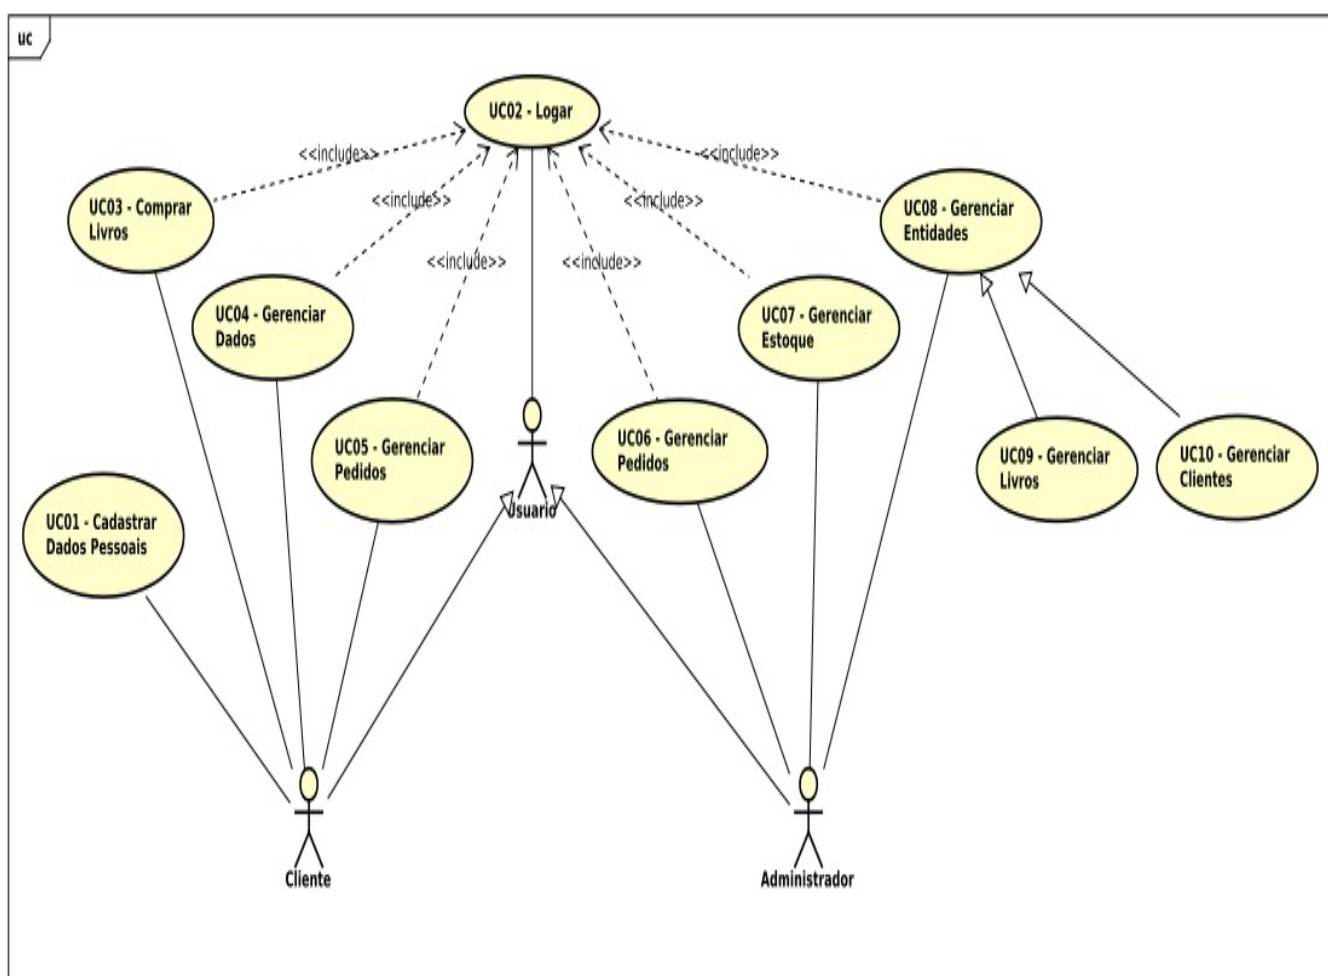 uc
UC02 - Logar
<<include>>
<<include>>
UC03 - Comprar
Livros
<<include>>
<<include>>
UC08 - Gerenciar
Entidades
<<include>>
<<include>>
UC04 - Gerenciar
Dados
UC07 - Gerenciar
Estoque
UC05 - Gerenciar
Pedidos
UC06 - Gerenciar
Pedidos
UC09 - Gerenciar
Livros
UC10 - Gerenciar
Clientes
Usuario
UC01 - Cadastrar
Dados Pessoais
Cliente
Administrador